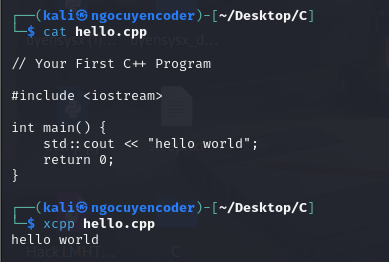 ┌──(kali㉿ngocuyencoder)-[~/Desktop/C]
└─$ cat hello.cpp
// Your First C++ Program
#include <iostream>
int main() {
    std::cout << "hello world";
    return 0;
}
┌──(kali㉿ngocuyencoder)-[~/Desktop/C]
└─$ xcpp hello.cpp
hello world